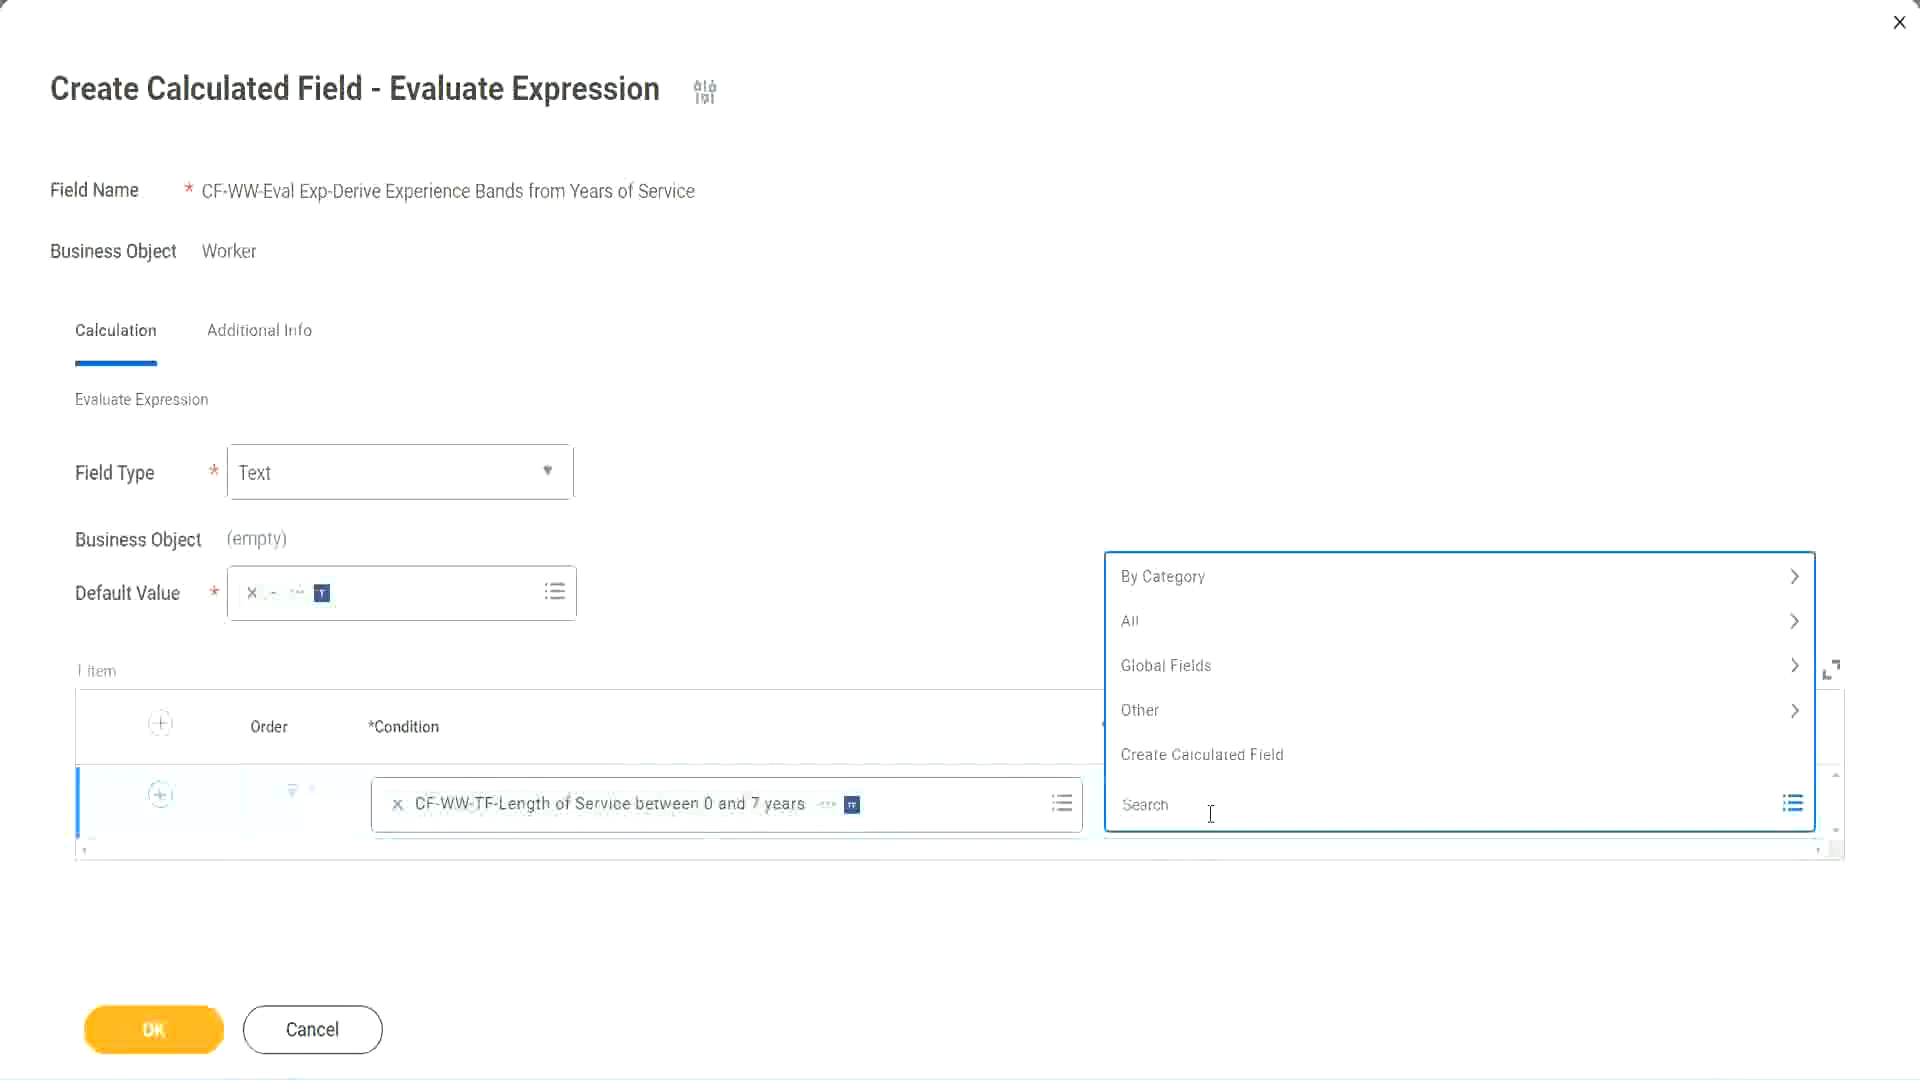 Create Calculated Field - Evaluate Expression
Field Name * CF-WW-Eval Exp-Derive Experience Bands from Years of Service
Business Object Worker
Calculation Additional Info
Evaluate Expression
Field Type * Text
Business Object (empty)
Default Value * × - T
By Category
All
Global Fields
Other
Create Calculated Field
Search
1 item
Order *Condition
× CF-WW-TF-Length of Service between 0 and 7 years TF
OK Cancel